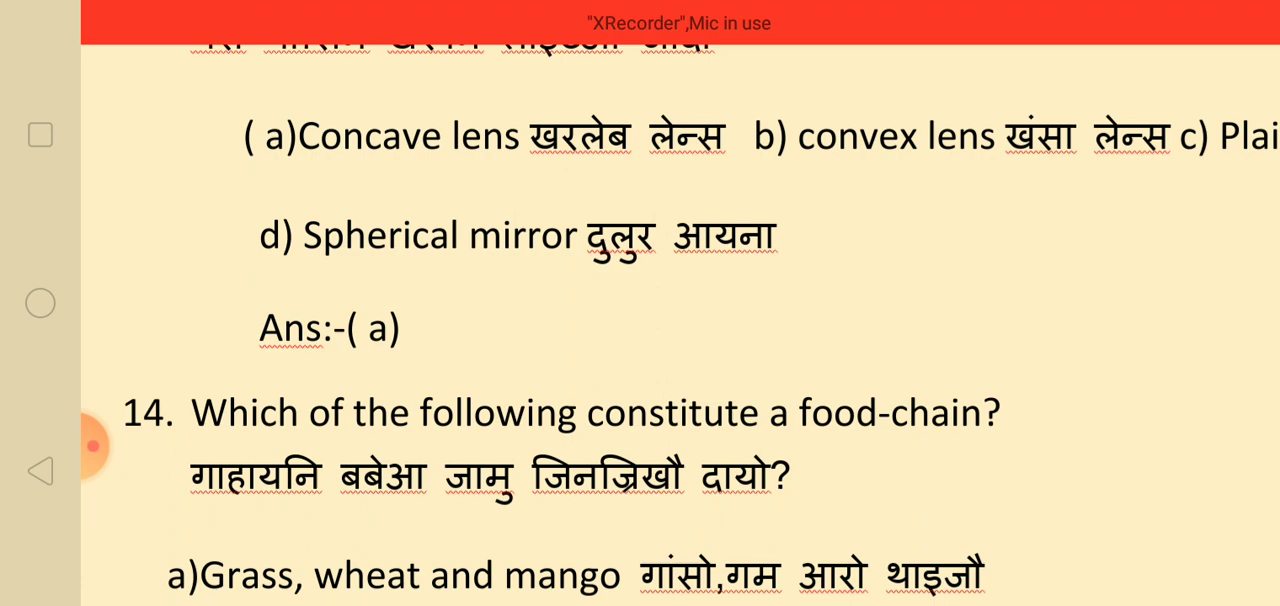 "XRecorder",Mic in use
( a)Concave lens खरलेब लेन्स b) convex lens खंसा लेन्स c) Plai
d) Spherical mirror दुलुर आयना
Ans:-( a)
14. Which of the following constitute a food-chain?
गाहायनि बबेआ जामु जिनज्रिखौ दायो?
a)Grass, wheat and mango गांसो,गम आरो थाइजौ